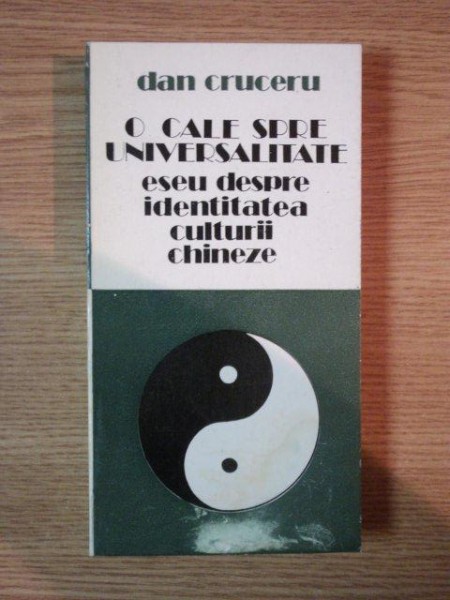 dan cruceru
O CALE SPRE
UNIVERSALITATE
eseu despre
identitatea
culturii
chineze